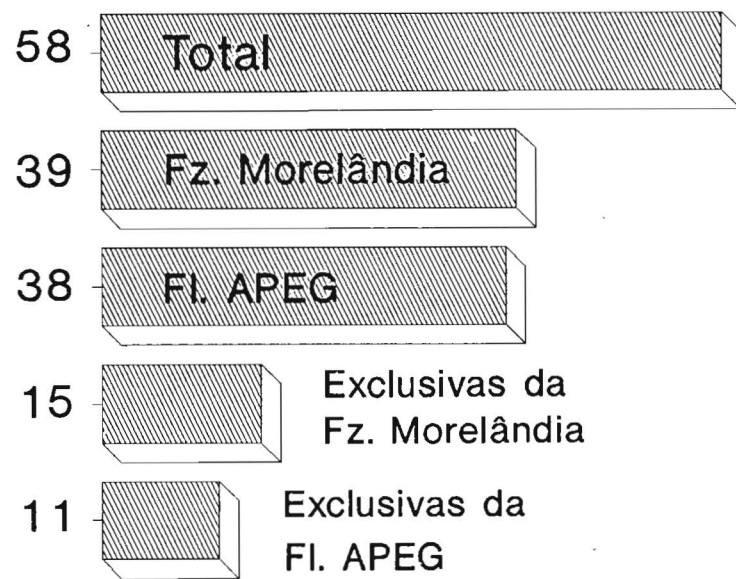 58 Total
39 Fz. Morelândia
38 Fl. APEG
15 Exclusivas da
Fz. Morelândia
11 Exclusivas da
Fl. APEG